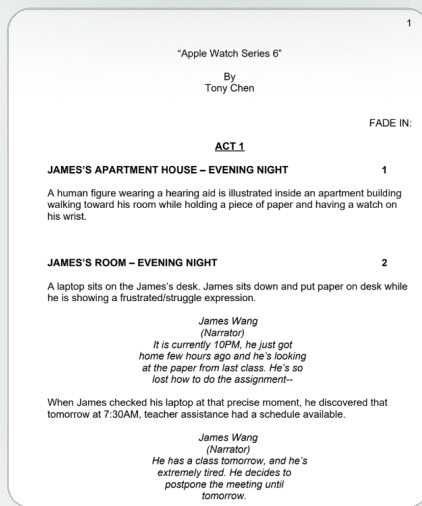 1
“Apple Watch Series 6”
By
Tony Chen
FADE IN:
ACT 1
JAMES’S APARTMENT HOUSE – EVENING NIGHT 1
A human figure wearing a hearing aid is illustrated inside an apartment building
walking toward his room while holding a piece of paper and having a watch on
his wrist.
JAMES’S ROOM – EVENING NIGHT 2
A laptop sits on the James’s desk. James sits down and put paper on desk while
he is showing a frustrated/struggle expression.
James Wang
(Narrator)
It is currently 10PM, he just got
home few hours ago and he’s looking
at the paper from last class. He’s so
lost how to do the assignment--
When James checked his laptop at that precise moment, he discovered that
tomorrow at 7:30AM, teacher assistance had a schedule available.
James Wang
(Narrator)
He has a class tomorrow, and he’s
extremely tired. He decides to
postpone the meeting until
tomorrow.